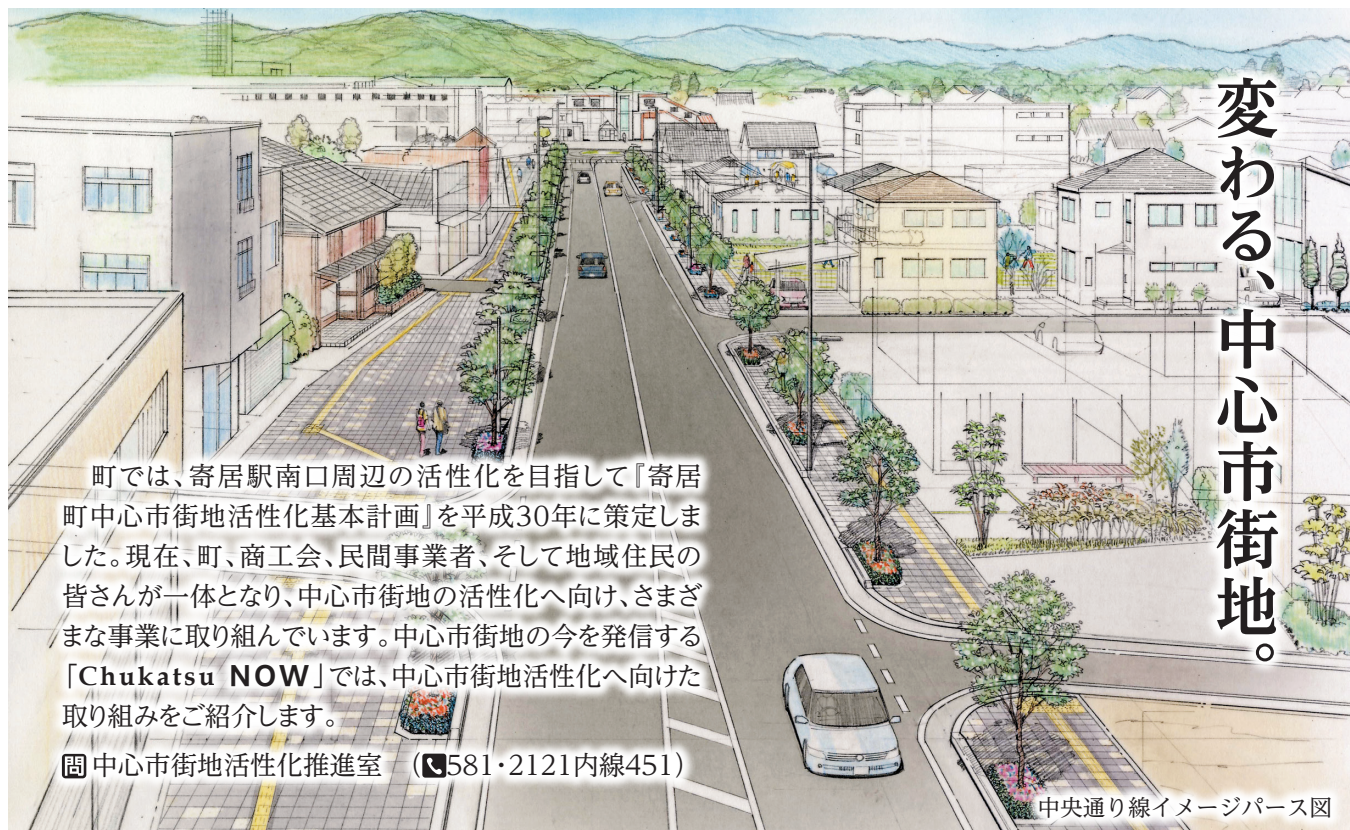 変わる、中心市街地。
町では、寄居駅南口周辺の活性化を目指して『寄居
町中心市街地活性化基本計画』を平成30年に策定しま
した。現在、町、商工会、民間事業者、そして地域住民の
皆さんが一体となり、中心市街地の活性化へ向け、さまざ
まな事業に取り組んでいます。中心市街地の今を発信する
「Chukatsu NOW」では、中心市街地活性化へ向けた
取り組みをご紹介します。
問 中心市街地活性化推進室 （☎581・2121内線451）
中央通り線イメージパース図